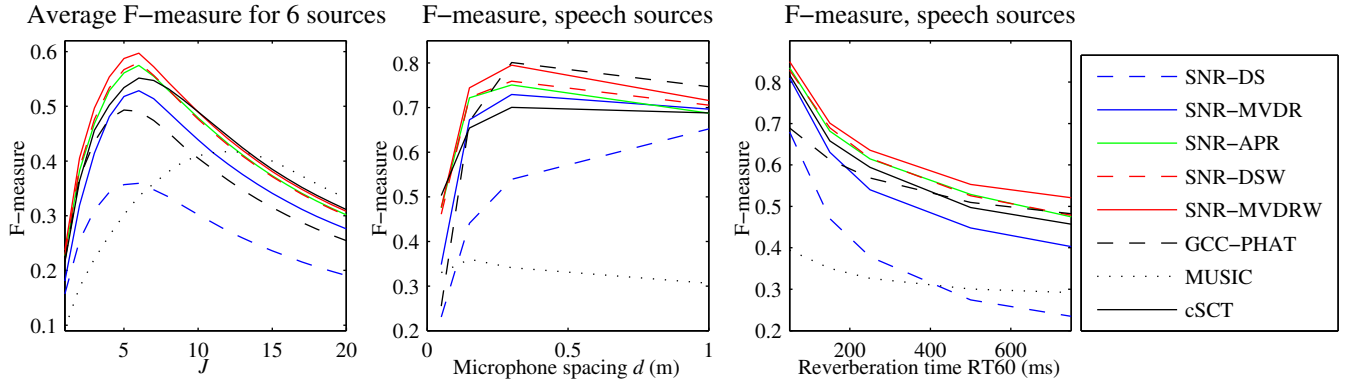 Average F−measure for 6 sources
F−measure
0.6
0.5
0.4
0.3
0.2
0.1
5
10
15
20
J
F−measure, speech sources
F−measure
0.8
0.7
0.6
0.5
0.4
0.3
0.2
0
0.5
1
Microphone spacing d (m)
F−measure, speech sources
F−measure
0.8
0.7
0.6
0.5
0.4
0.3
0.2
200
400
600
Reverberation time RT60 (ms)
SNR−DS
SNR−MVDR
SNR−APR
SNR−DSW
SNR−MVDRW
GCC−PHAT
MUSIC
cSCT